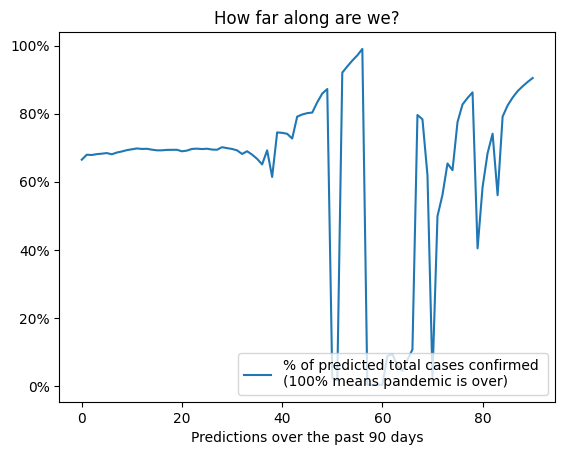 How far along are we?
100%
80%
60%
40%
20%
0%
% of predicted total cases confirmed
(100% means pandemic is over)
0 20 40 60 80
Predictions over the past 90 days